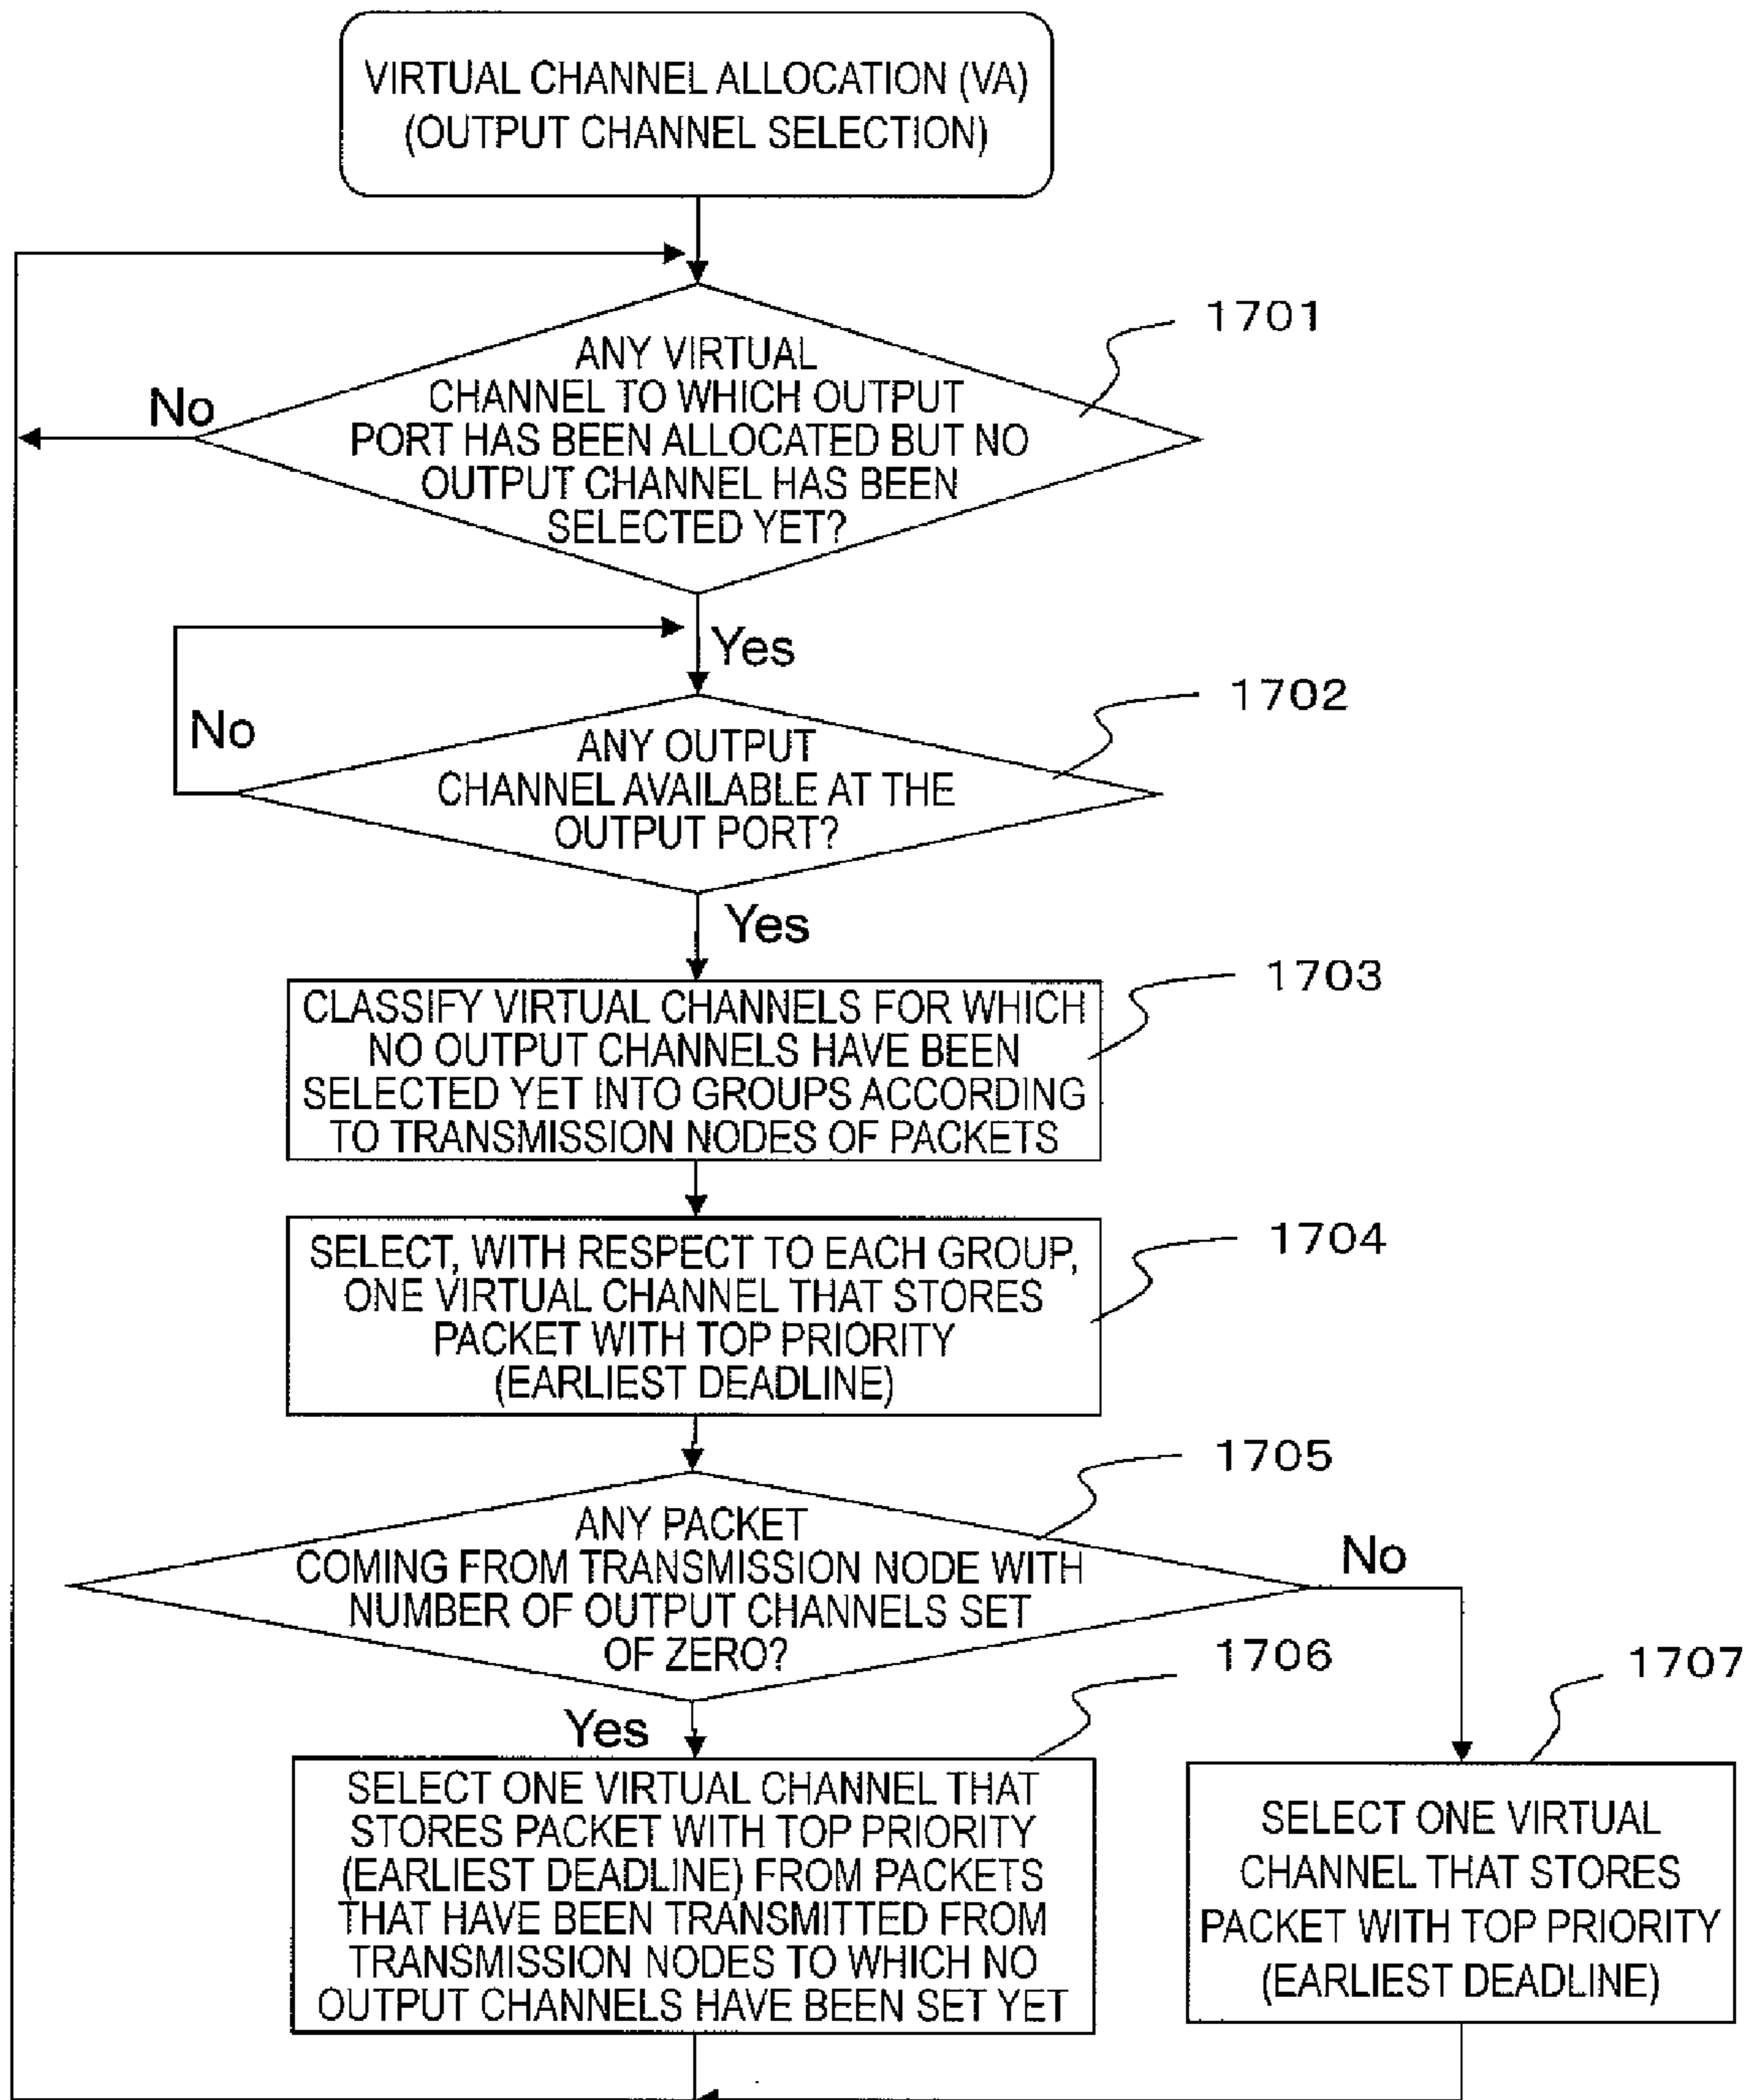 VIRTUAL CHANNEL ALLOCATION (VA)
(OUTPUT CHANNEL SELECTION)
1701
ANY VIRTUAL
CHANNEL TO WHICH OUTPUT
PORT HAS BEEN ALLOCATED BUT NO
OUTPUT CHANNEL HAS BEEN
SELECTED YET?
No
Yes
1702
No
ANY OUTPUT
CHANNEL AVAILABLE AT THE
OUTPUT PORT?
Yes
1703
CLASSIFY VIRTUAL CHANNELS FOR WHICH
NO OUTPUT CHANNELS HAVE BEEN
SELECTED YET INTO GROUPS ACCORDING
TO TRANSMISSION NODES OF PACKETS
1704
SELECT, WITH RESPECT TO EACH GROUP,
ONE VIRTUAL CHANNEL THAT STORES
PACKET WITH TOP PRIORITY
(EARLIEST DEADLINE)
1705
ANY PACKET
COMING FROM TRANSMISSION NODE WITH
NUMBER OF OUTPUT CHANNELS SET
OF ZERO?
No
Yes
1706
SELECT ONE VIRTUAL CHANNEL THAT
STORES PACKET WITH TOP PRIORITY
(EARLIEST DEADLINE) FROM PACKETS
THAT HAVE BEEN TRANSMITTED FROM
TRANSMISSION NODES TO WHICH NO
OUTPUT CHANNELS HAVE BEEN SET YET
1707
SELECT ONE VIRTUAL
CHANNEL THAT STORES
PACKET WITH TOP PRIORITY
(EARLIEST DEADLINE)